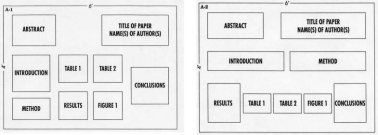 A-1
6'
ABSTRACT
TITLE OF PAPER
NAME(S) OF AUTHOR(S)
4'
INTRODUCTION
TABLE 1
TABLE 2
CONCLUSIONS
METHOD
RESULTS
FIGURE 1
A-II
6'
ABSTRACT
TITLE OF PAPER
NAME(S) OF AUTHOR(S)
4'
INTRODUCTION
METHOD
RESULTS
TABLE 1
TABLE 2
FIGURE 1
CONCLUSIONS